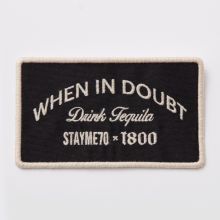 WHEN IN DOUBT
Drink Tequila
STAYME70 × 1800